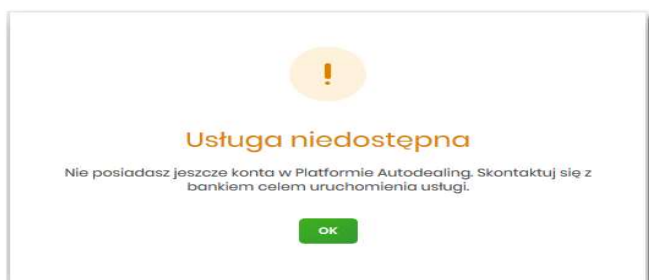 !
Usługa niedostępna
Nie posiadasz jeszcze konta w Platformie Autodealing. Skontaktuj się z
bankiem celem uruchomienia usługi.
OK